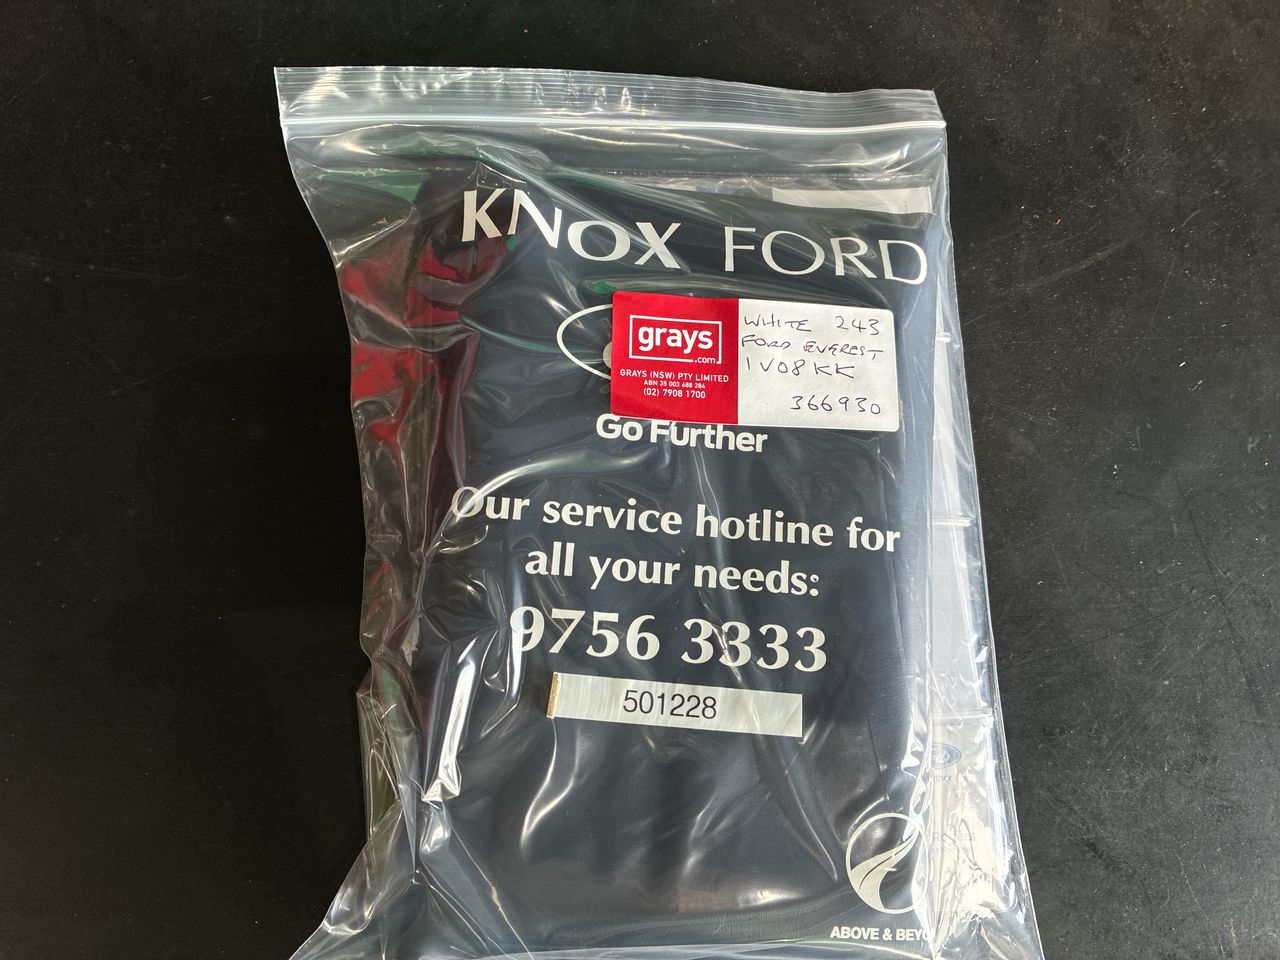 KNOX FORD
grays
.com
GRAYS (NSW) PTY LIMITED
ABN 35 003 688 284
(02) 7908 1700
WHITE 243
FORD EVEREST
1V08KK
366930
Go Further
Our service hotline for
all your needs:
9756 3333
501228
ABOVE & BEYO